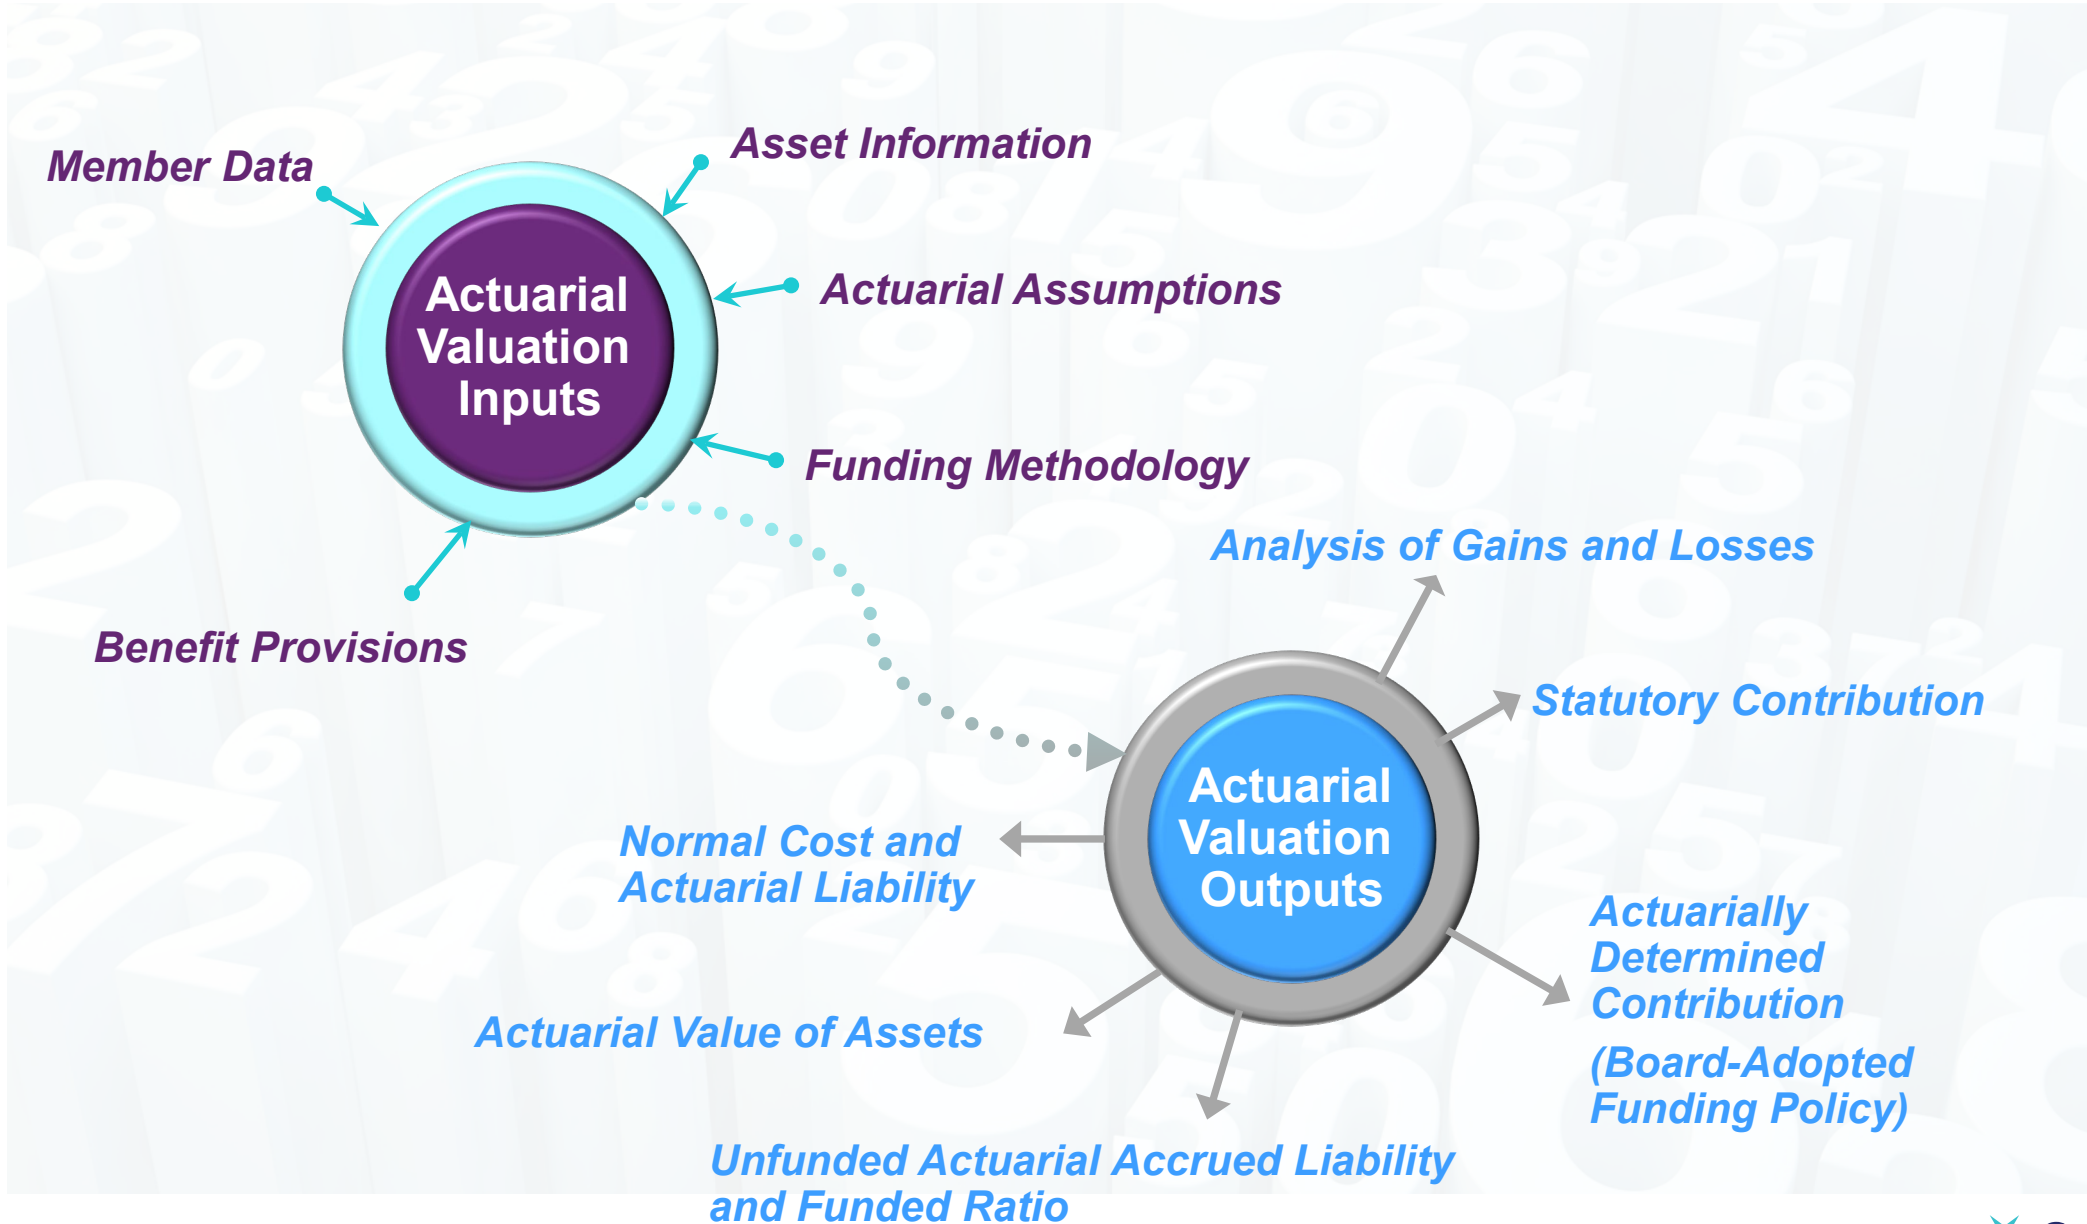 Member Data
Asset Information
Actuarial
Valuation
Inputs
Actuarial Assumptions
Funding Methodology
Benefit Provisions
Analysis of Gains and Losses
Statutory Contribution
Actuarial
Valuation
Outputs
Normal Cost and
Actuarial Liability
Actuarially
Determined
Contribution
(Board-Adopted
Funding Policy)
Actuarial Value of Assets
Unfunded Actuarial Accrued Liability
and Funded Ratio